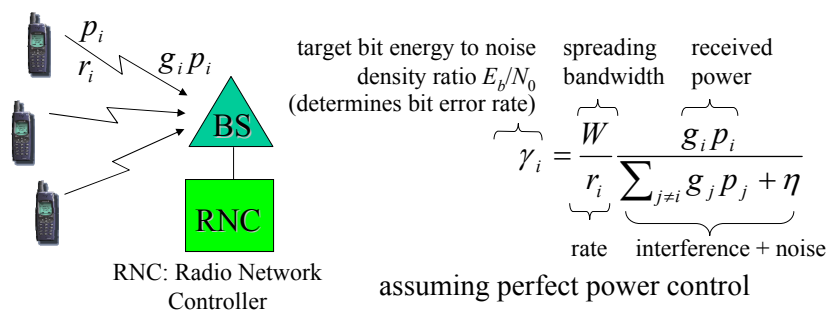 p_i
r_i
g_i p_i
BS
RNC
RNC: Radio Network
Controller
target bit energy to noise
density ratio E_b/N_0
(determines bit error rate)
spreading
bandwidth
received
power
γ_i = W/r_i g_i p_i/(∑_{j≠i} g_j p_j + η)
rate
interference + noise
assuming perfect power control